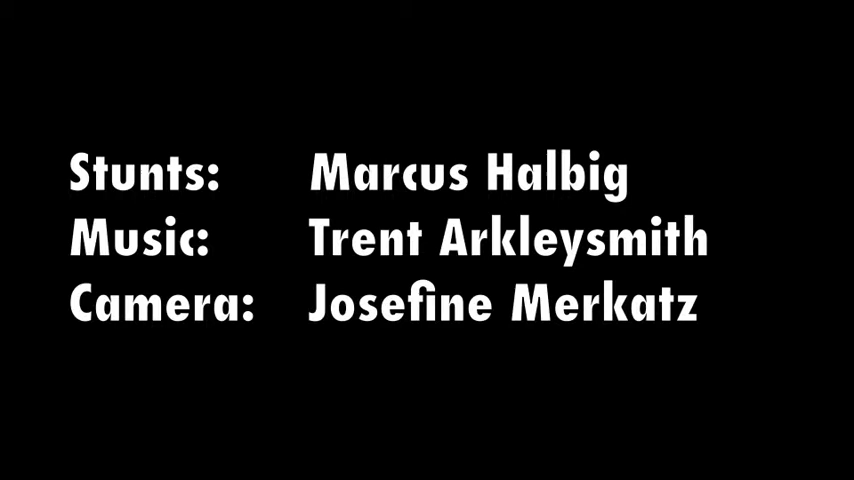 Stunts: Marcus Halbig
Music: Trent Arkleysmith
Camera: Josefine Merkatz